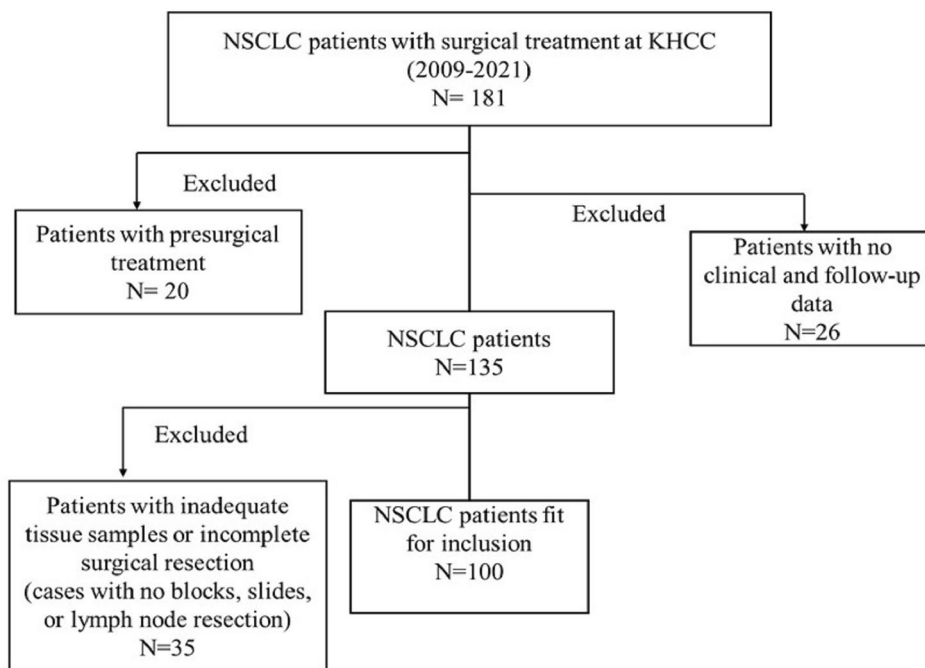 NSCLC patients with surgical treatment at KHCC
(2009-2021)
N= 181
Excluded
Excluded
Patients with presurgical
treatment
N= 20
Patients with no
clinical and follow-up
data
N=26
NSCLC patients
N=135
Excluded
Patients with inadequate
tissue samples or incomplete
surgical resection
(cases with no blocks, slides,
or lymph node resection)
N=35
NSCLC patients fit
for inclusion
N=100